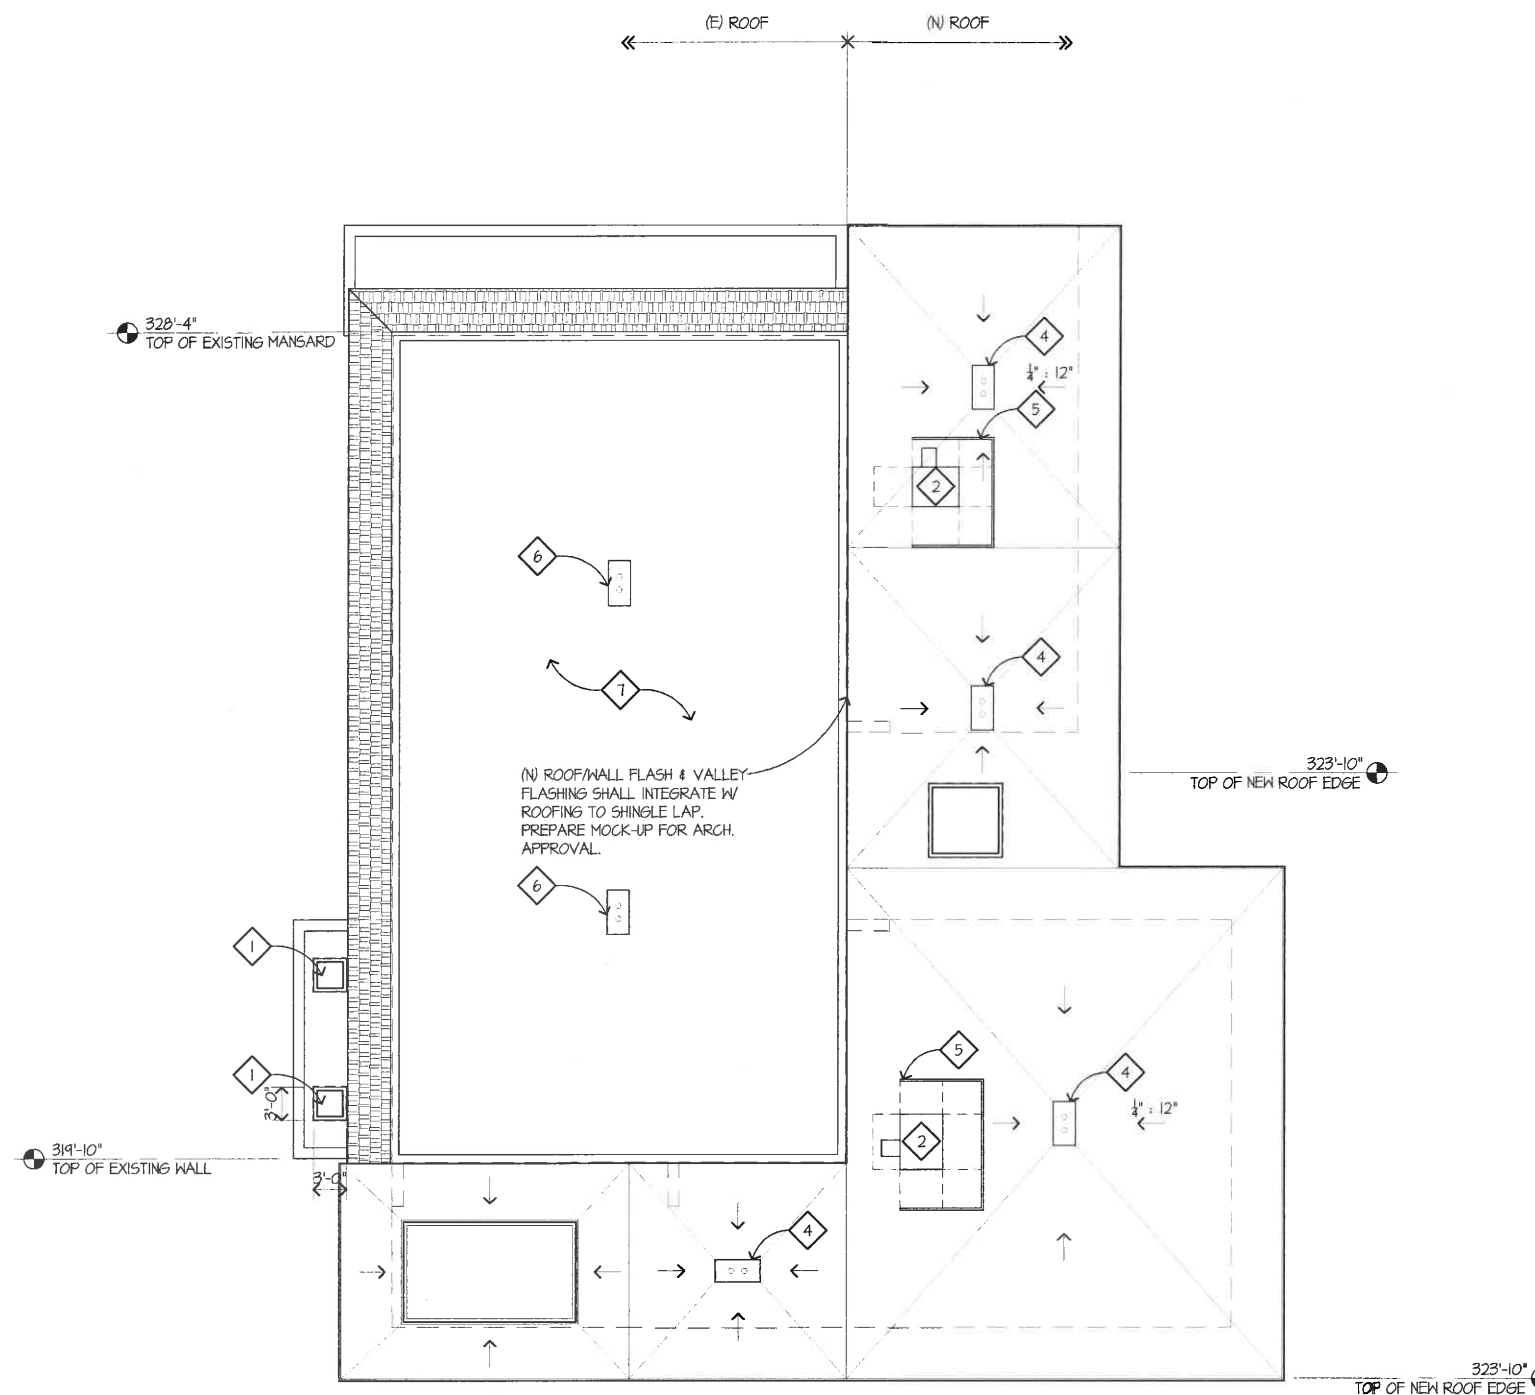 (E) ROOF
(N) ROOF
328'-4"
TOP OF EXISTING MANSARD
4
¼" : 12"
5
2
6
4
7
(N) ROOF/WALL FLASH & VALLEY
FLASHING SHALL INTEGRATE W/
ROOFING TO SHINGLE LAP.
PREPARE MOCK-UP FOR ARCH.
APPROVAL.
323'-10"
TOP OF NEW ROOF EDGE
6
1
5
4
1
3'-0"
¼" : 12"
2
319'-10"
TOP OF EXISTING WALL
3'-0"
4
323'-10"
TOP OF NEW ROOF EDGE